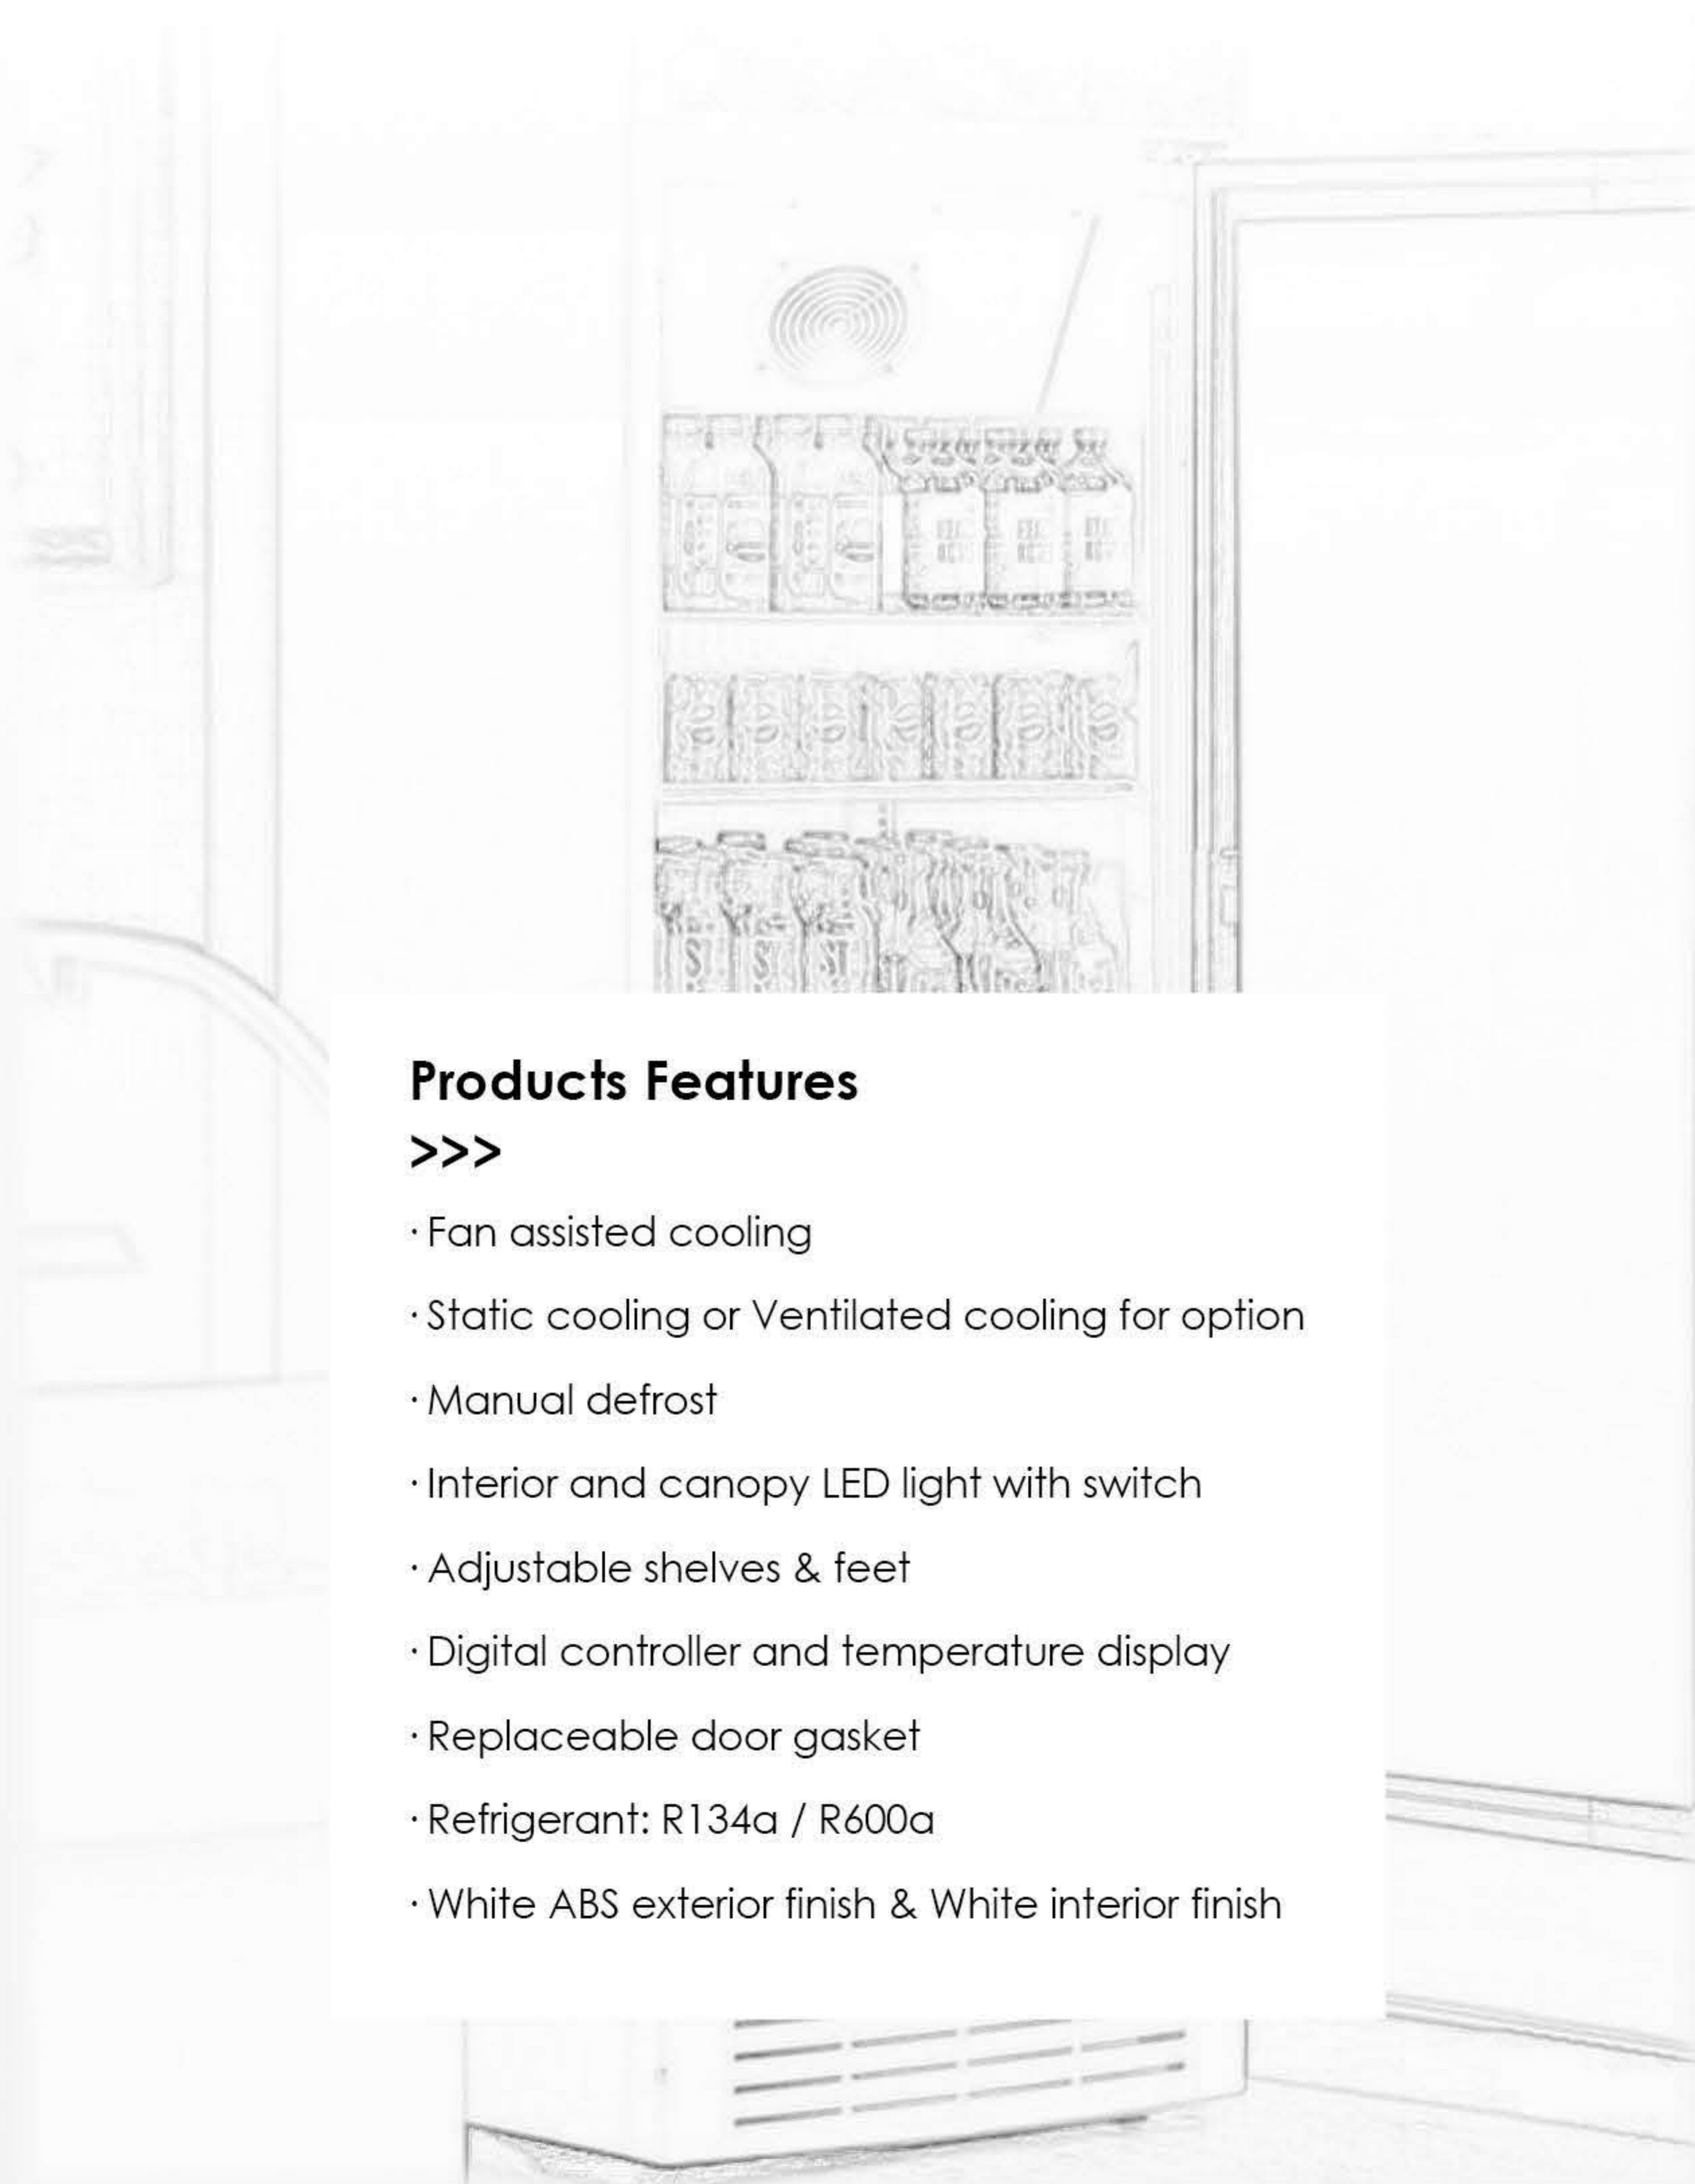 Products Features
>>>
· Fan assisted cooling
· Static cooling or Ventilated cooling for option
· Manual defrost
· Interior and canopy LED light with switch
· Adjustable shelves & feet
· Digital controller and temperature display
· Replaceable door gasket
· Refrigerant: R134a / R600a
· White ABS exterior finish & White interior finish